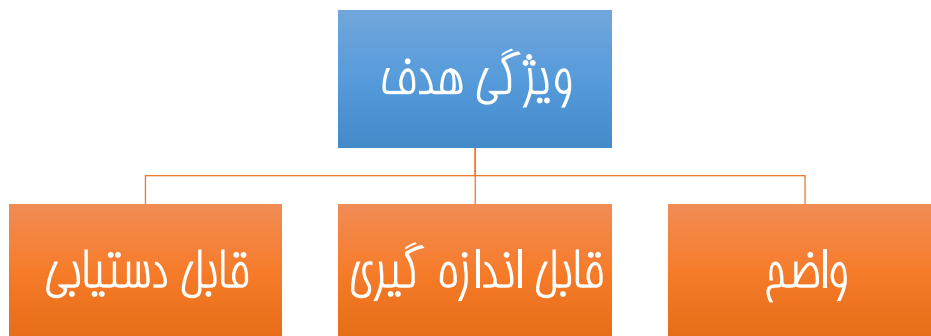 ویژگی هدف
واضح
قابل اندازه گیری
قابل دستیابی